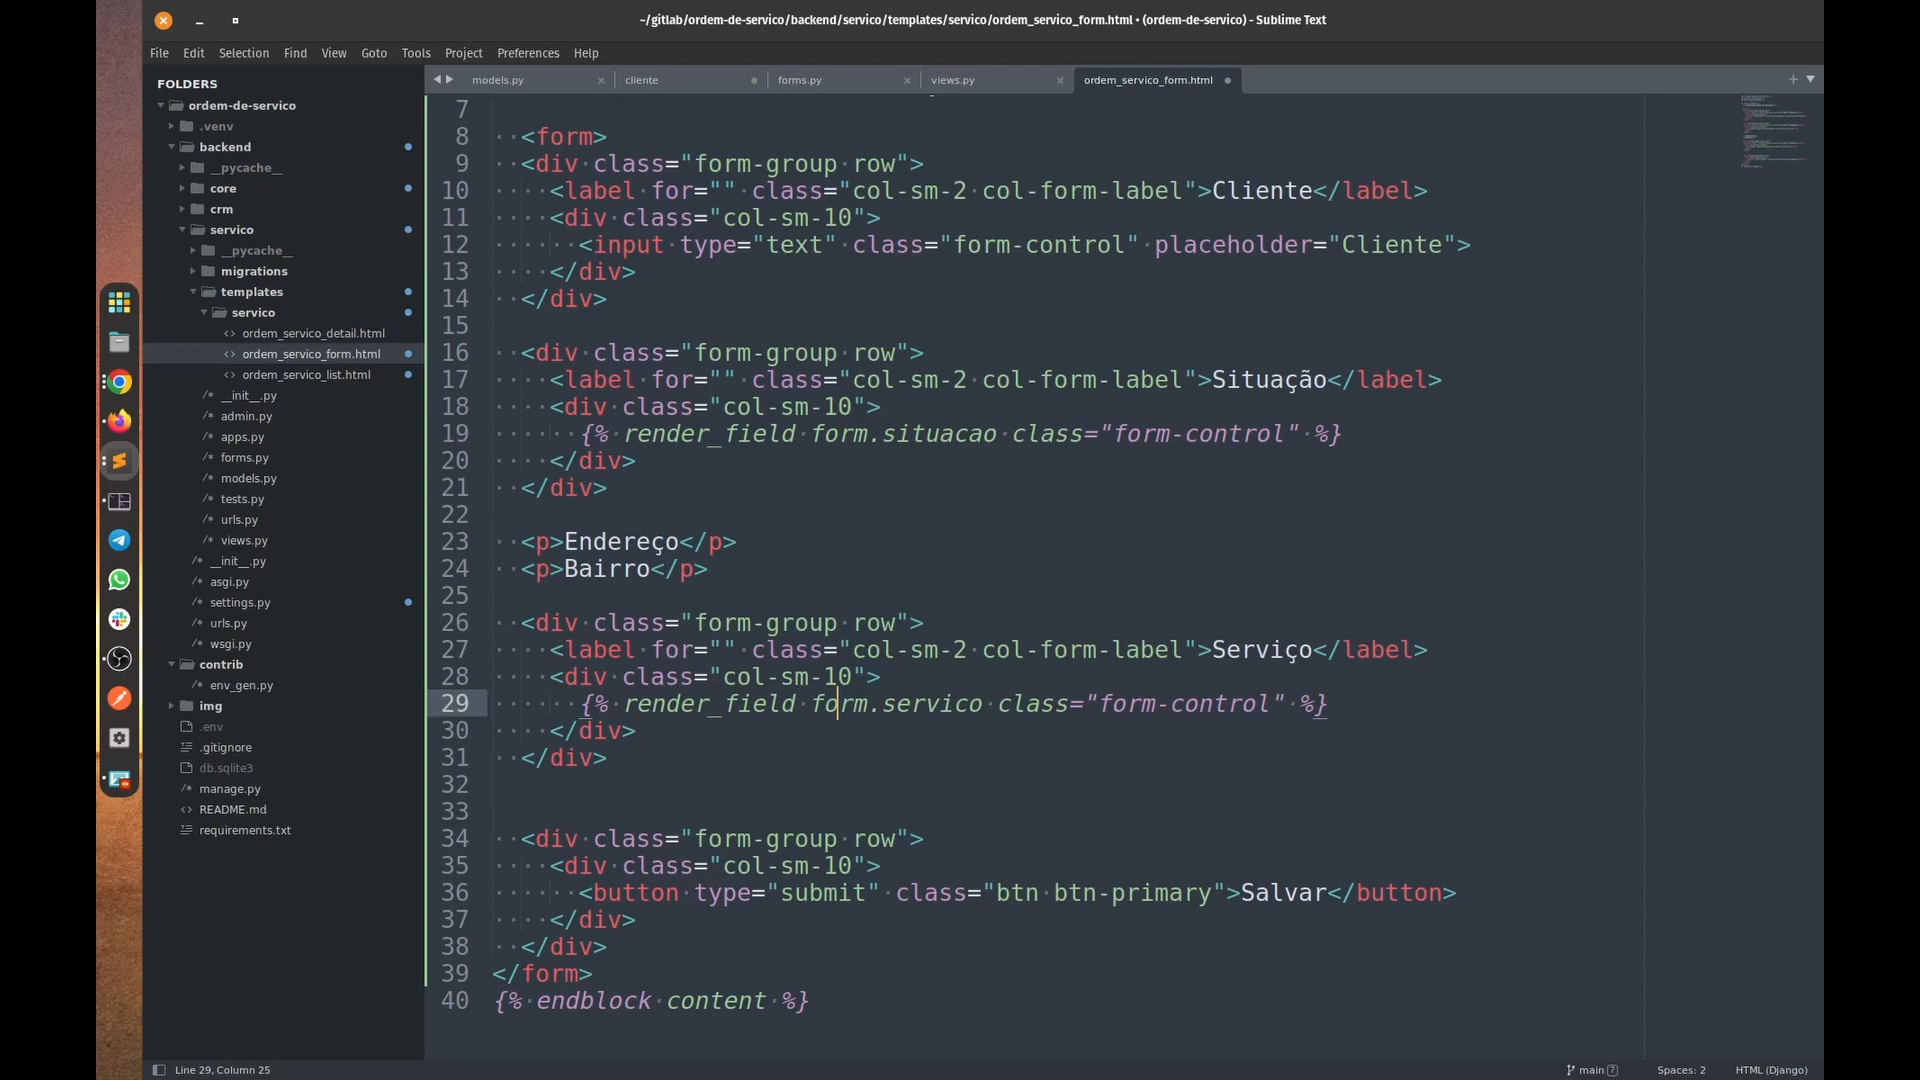 ~/gitlab/ordem-de-servico/backend/servico/templates/servico/ordem_servico_form.html • (ordem-de-servico) - Sublime Text
File Edit Selection Find View Goto Tools Project Preferences Help
FOLDERS
ordem-de-servico
.venv
backend
__pycache__
core
crm
servico
__pycache__
migrations
templates
servico
ordem_servico_detail.html
ordem_servico_form.html
ordem_servico_list.html
__init__.py
admin.py
apps.py
forms.py
models.py
tests.py
urls.py
views.py
__init__.py
asgi.py
settings.py
urls.py
wsgi.py
contrib
env_gen.py
img
.env
.gitignore
db.sqlite3
manage.py
README.md
requirements.txt
models.py cliente forms.py views.py ordem_servico_form.html
7
8 <form>
9 <div class="form-group row">
10 <label for="" class="col-sm-2 col-form-label">Cliente</label>
11 <div class="col-sm-10">
12 <input type="text" class="form-control" placeholder="Cliente">
13 </div>
14 </div>
15
16 <div class="form-group row">
17 <label for="" class="col-sm-2 col-form-label">Situação</label>
18 <div class="col-sm-10">
19 {% render_field form.situacao class="form-control" %}
20 </div>
21 </div>
22
23 <p>Endereço</p>
24 <p>Bairro</p>
25
26 <div class="form-group row">
27 <label for="" class="col-sm-2 col-form-label">Serviço</label>
28 <div class="col-sm-10">
29 {% render_field form.servico class="form-control" %}
30 </div>
31 </div>
32
33
34 <div class="form-group row">
35 <div class="col-sm-10">
36 <button type="submit" class="btn btn-primary">Salvar</button>
37 </div>
38 </div>
39 </form>
40 {% endblock content %}
Line 29, Column 25 main 7 Spaces: 2 HTML (Django)